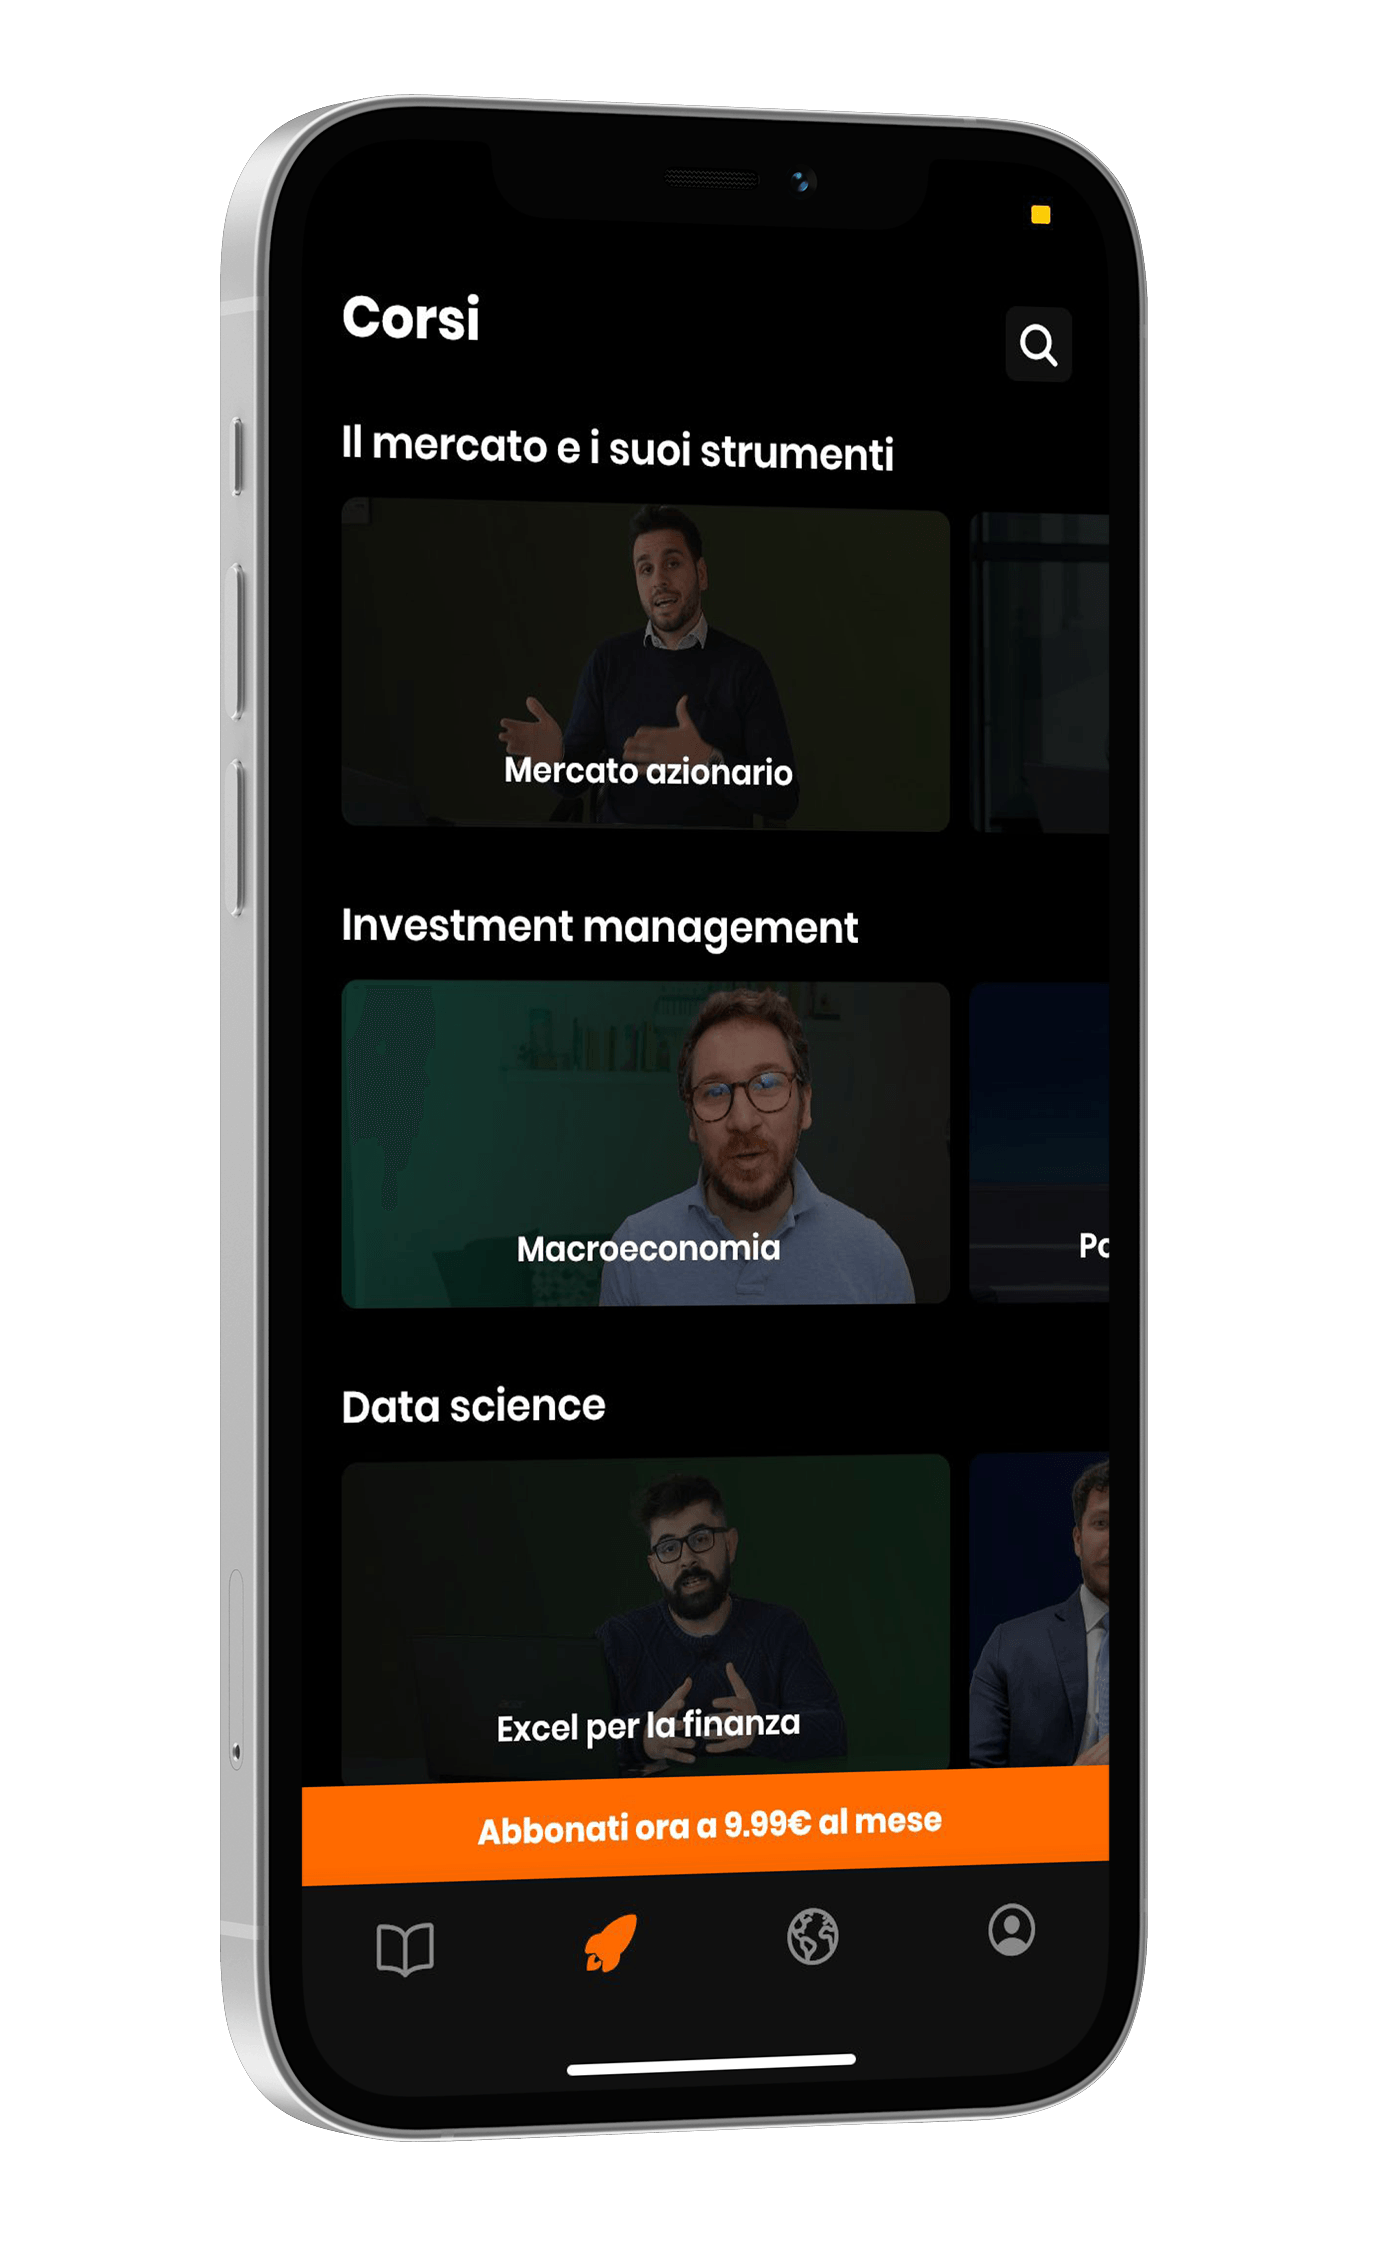 Corsi
Il mercato e i suoi strumenti
Mercato azionario
Investment management
Macroeconomia
Data science
Excel per la finanza
Abbonati ora a 9.99€ al mese